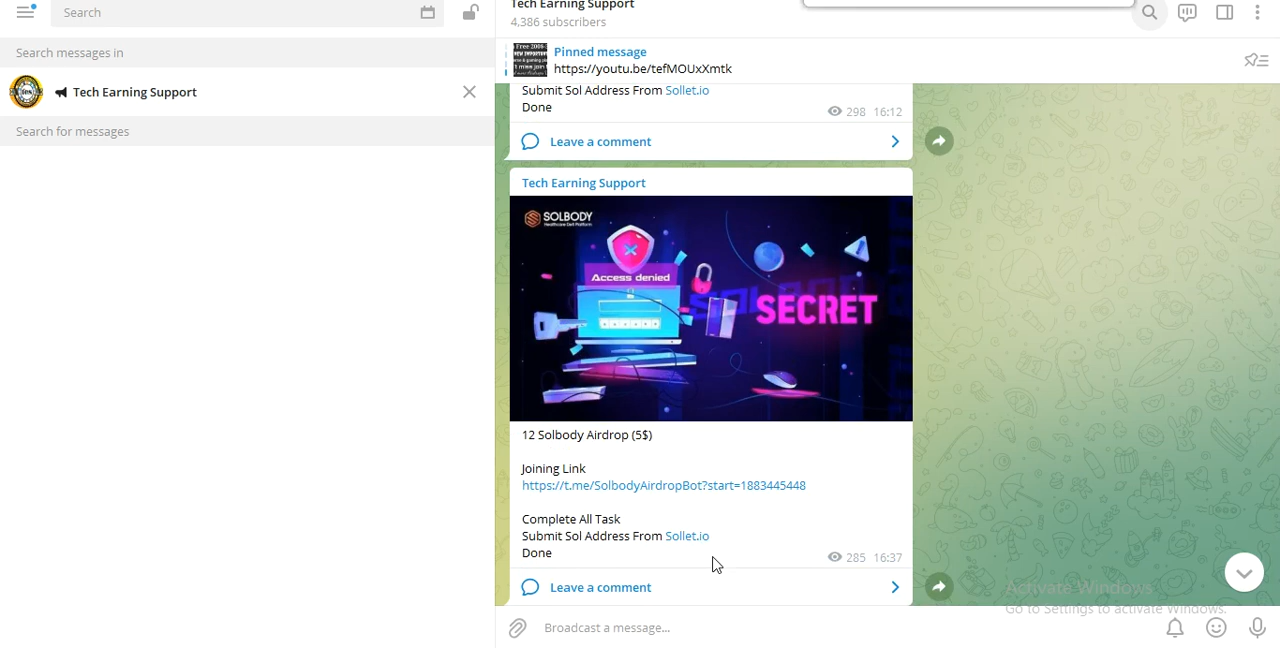 Search
Tech Earning Support
4,386 subscribers
Search messages in
Pinned message
https://youtu.be/tefMOUxXmtk
Tech Earning Support
Search for messages
Submit Sol Address From Sollet.io
Done
298 16:12
Leave a comment
Tech Earning Support
SOLBODY
Healthcare Defi Platform
Access denied
SECRET
12 Solbody Airdrop (5$)
Joining Link
https://t.me/SolbodyAirdropBot?start=1883445448
Complete All Task
Submit Sol Address From Sollet.io
Done
285 16:37
Leave a comment
Activate Windows
Go to Settings to activate Windows.
Broadcast a message...